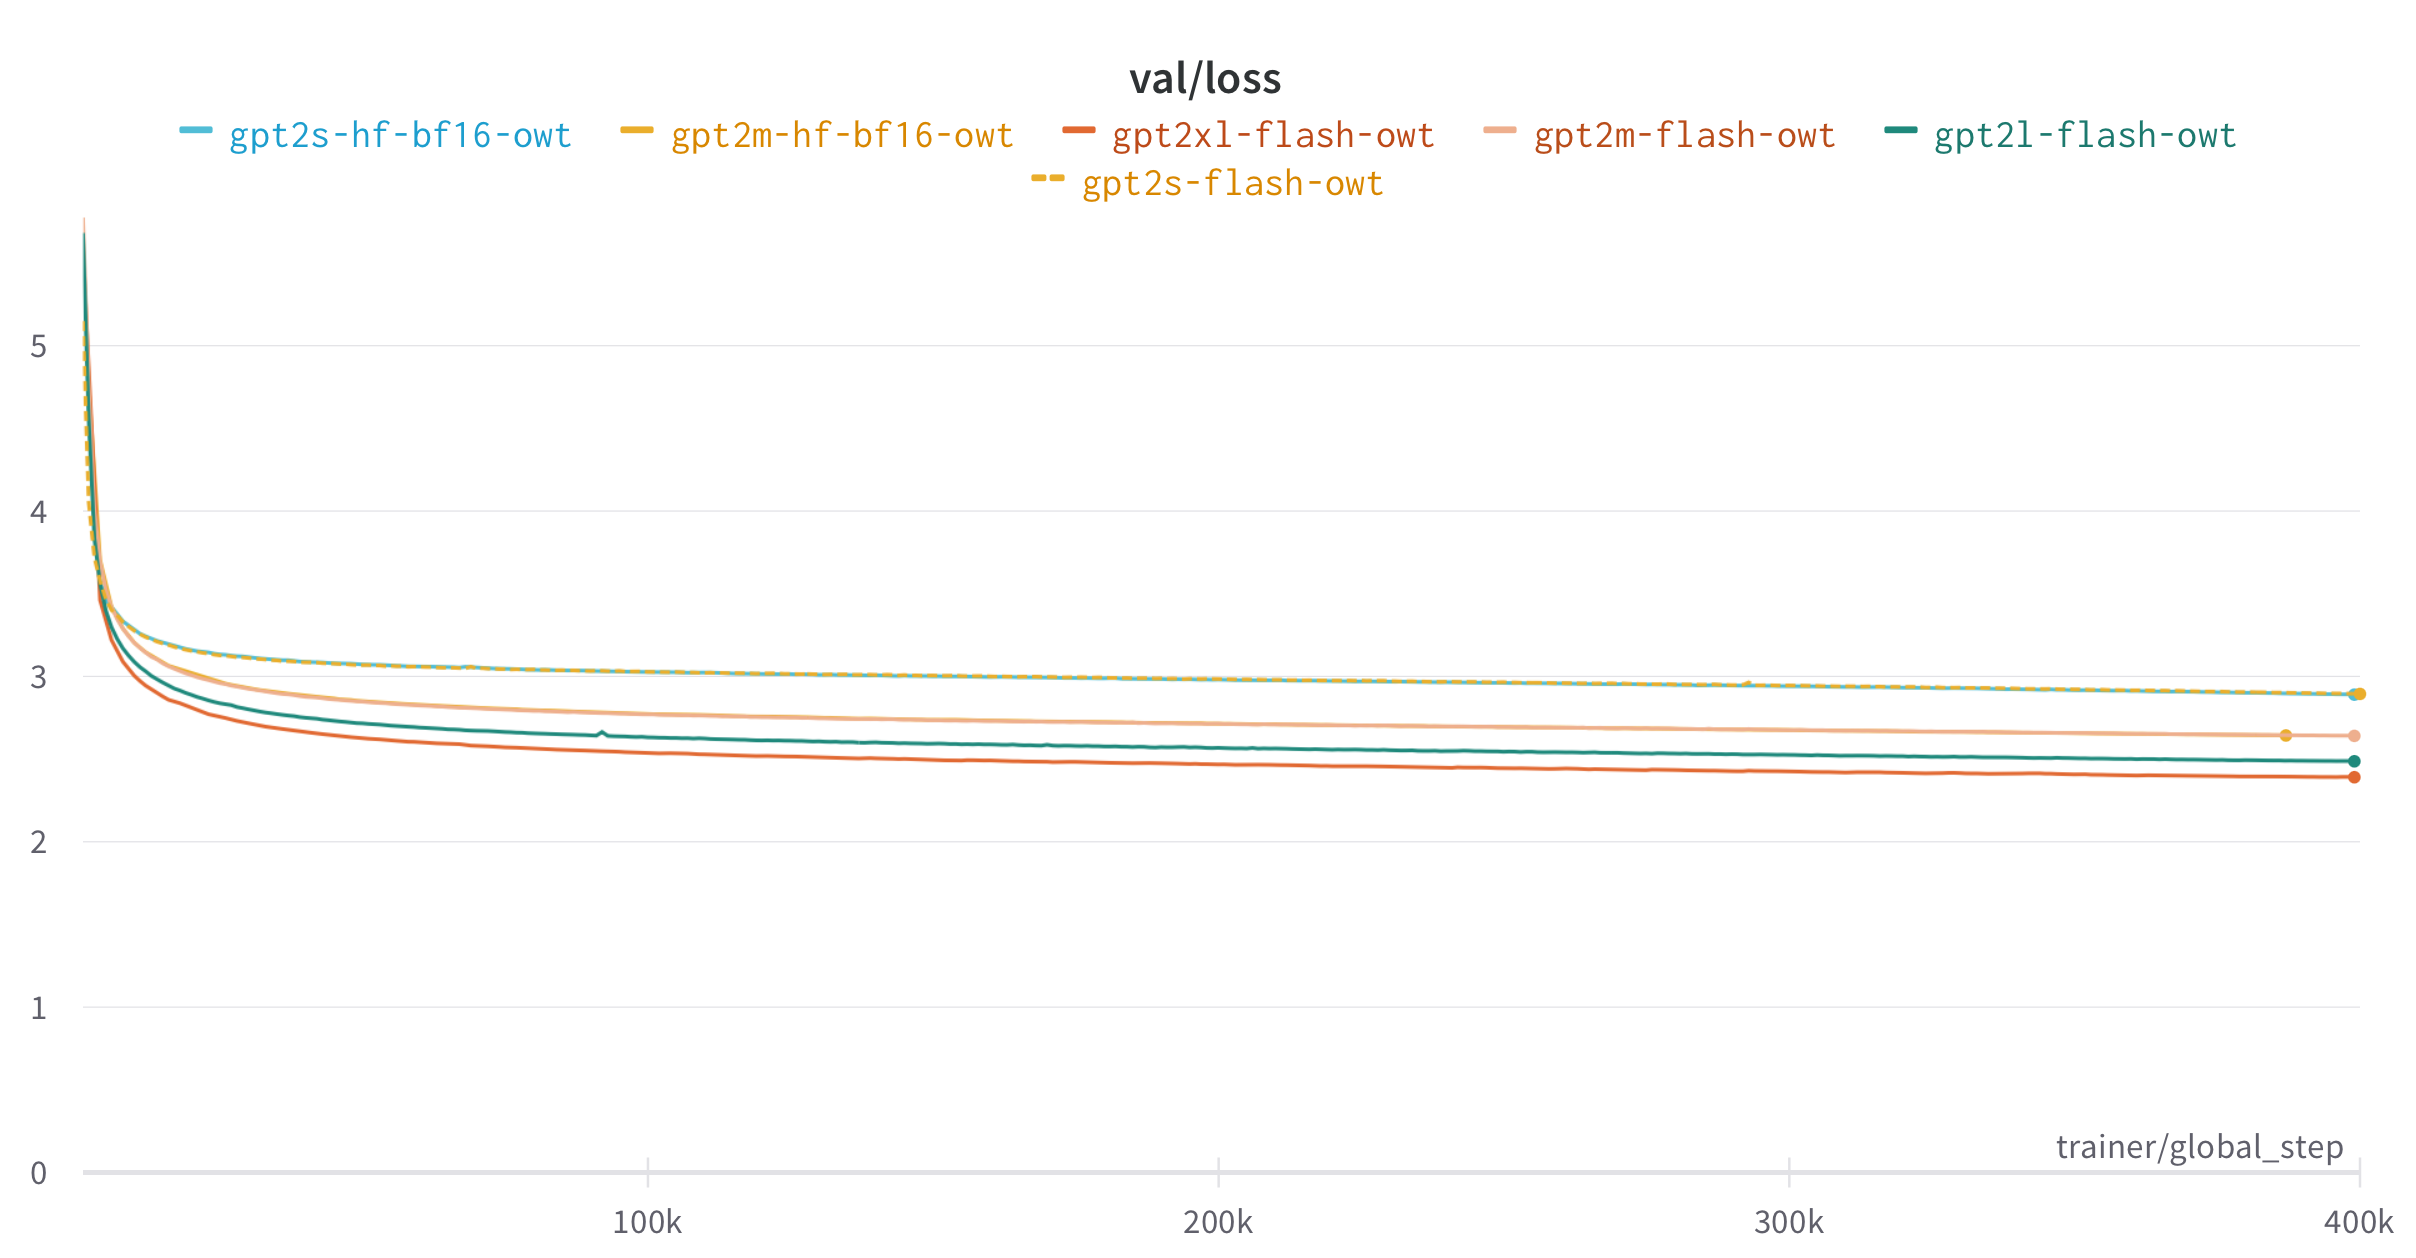 val/loss
gpt2s-hf-bf16-owt gpt2m-hf-bf16-owt gpt2xl-flash-owt gpt2m-flash-owt gpt2l-flash-owt
gpt2s-flash-owt
5
4
3
2
1
trainer/global_step
0
100k 200k 300k 400k